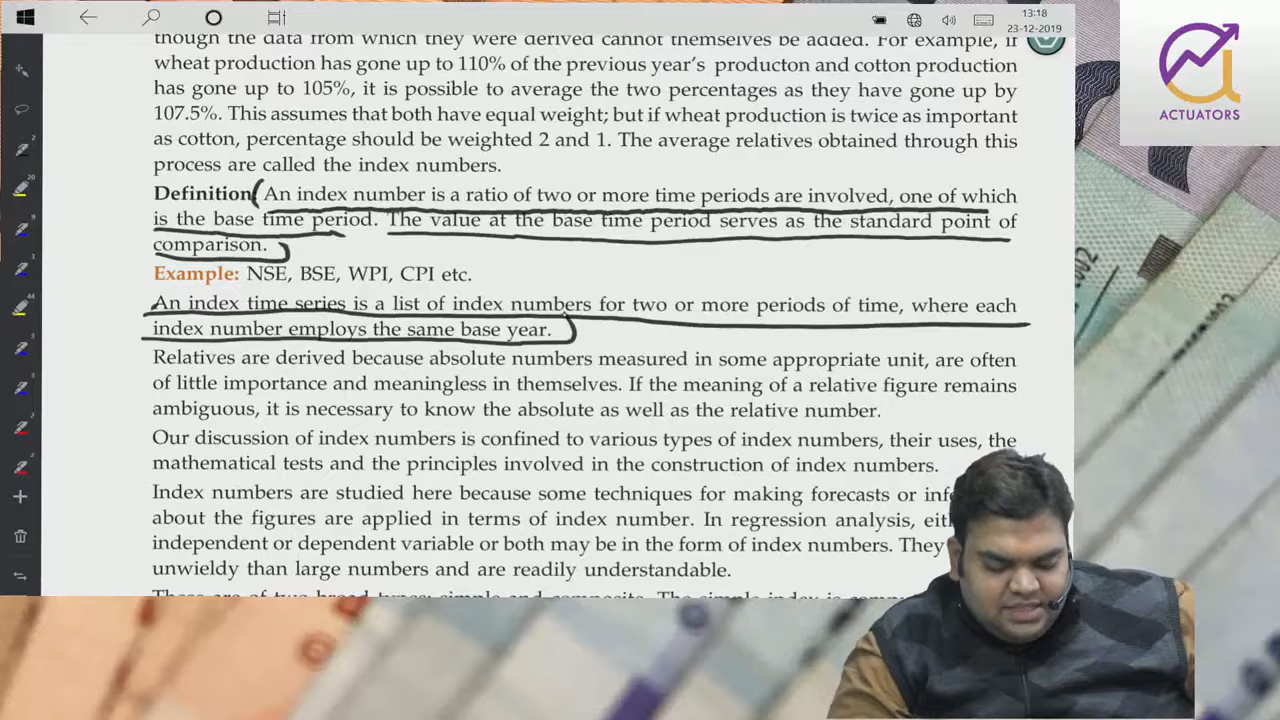 13:18
23-12-2019
though the data from which they were derived cannot themselves be added. For example, if
wheat production has gone up to 110% of the previous year's producton and cotton production
has gone up to 105%, it is possible to average the two percentages as they have gone up by
107.5%. This assumes that both have equal weight; but if wheat production is twice as important
as cotton, percentage should be weighted 2 and 1. The average relatives obtained through this
process are called the index numbers.
Definition: An index number is a ratio of two or more time periods are involved, one of which
is the base time period. The value at the base time period serves as the standard point of
comparison.
Example: NSE, BSE, WPI, CPI etc.
An index time series is a list of index numbers for two or more periods of time, where each
index number employs the same base year.
Relatives are derived because absolute numbers measured in some appropriate unit, are often
of little importance and meaningless in themselves. If the meaning of a relative figure remains
ambiguous, it is necessary to know the absolute as well as the relative number.
Our discussion of index numbers is confined to various types of index numbers, their uses, the
mathematical tests and the principles involved in the construction of index numbers.
Index numbers are studied here because some techniques for making forecasts or inf
about the figures are applied in terms of index number. In regression analysis, eit
independent or dependent variable or both may be in the form of index numbers. They
unwieldy than large numbers and are readily understandable.
ACTUATORS